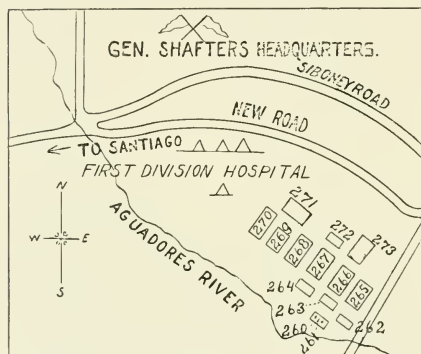 GEN. SHAFTERS HEADQUARTERS.
SIBONEY ROAD
NEW ROAD
← TO SANTIAGO
FIRST DIVISION HOSPITAL
N
W E
S
AGUADORES RIVER
271
270
269
268
272
273
267
266
265
264
263
260
261
262